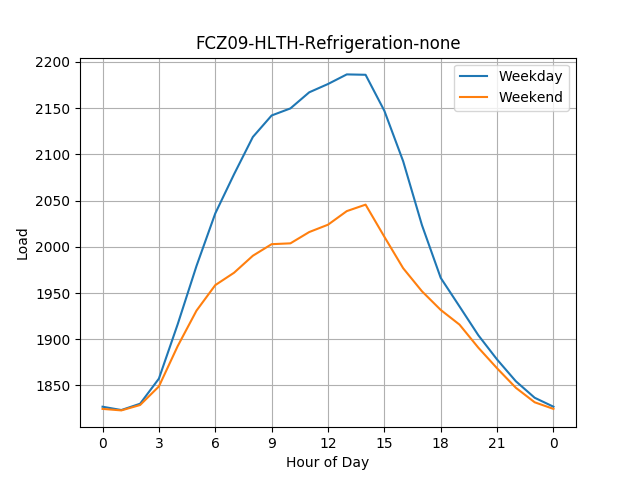 FCZ09-HLTH-Refrigeration-none
Weekday
Weekend
2200
2150
2100
2050
2000
1950
1900
1850
Load
0 3 6 9 12 15 18 21 0
Hour of Day